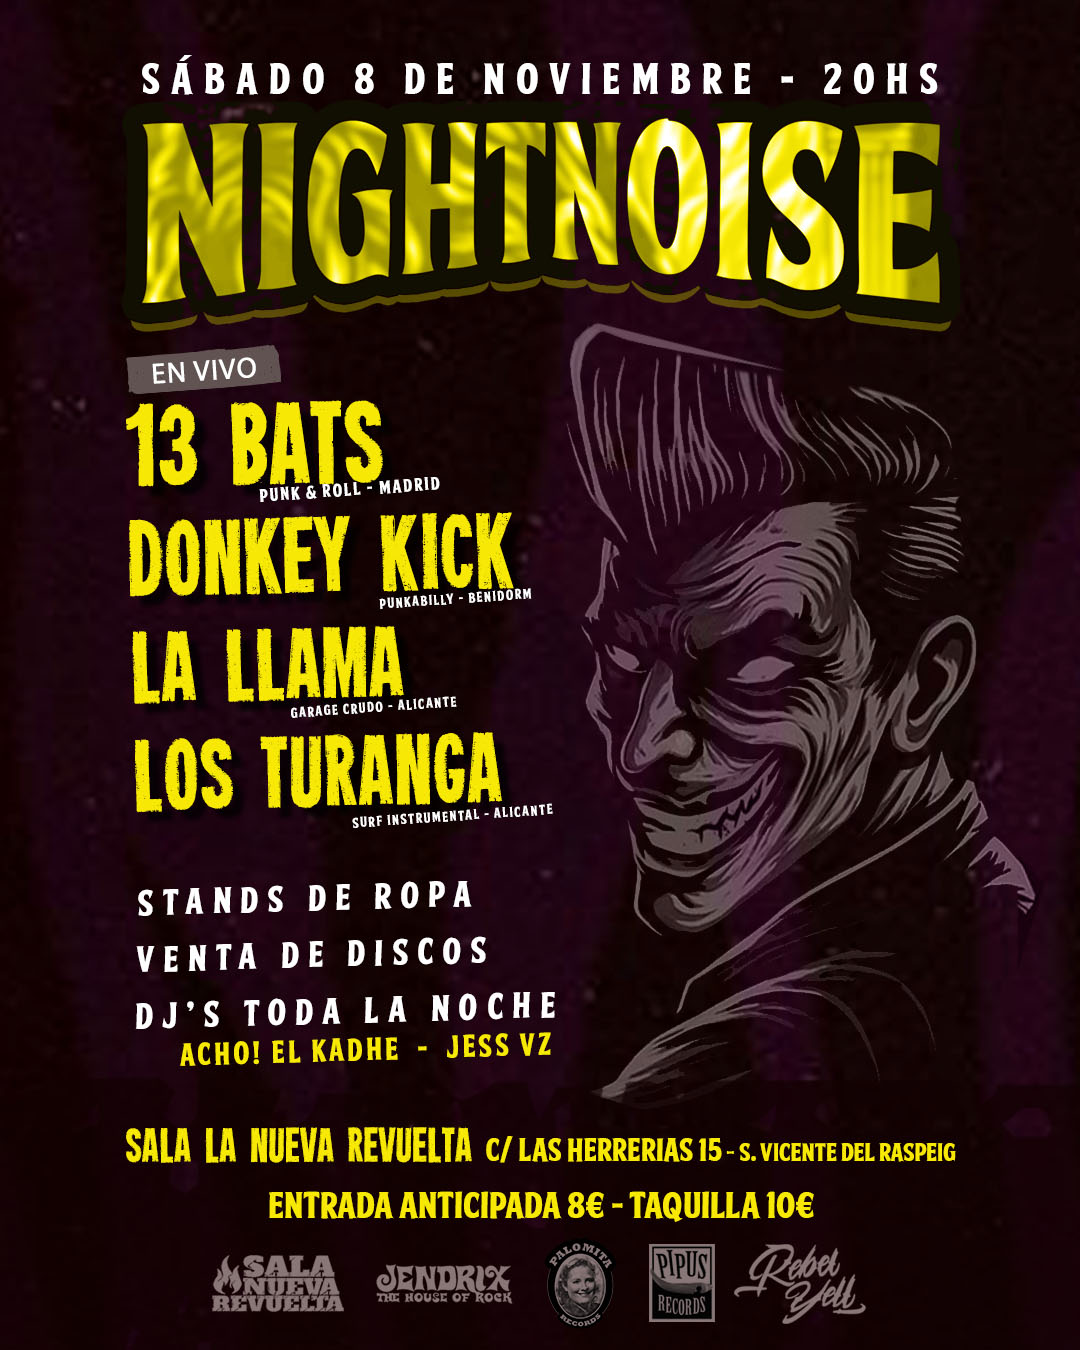 SÁBADO 8 DE NOVIEMBRE - 20HS
NIGHTNOISE
EN VIVO
13 BATS
PUNK & ROLL - MADRID
DONKEY KICK
PUNKABILLY - BENIDORM
LA LLAMA
GARAGE CRUDO - ALICANTE
LOS TURANGA
SURF INSTRUMENTAL - ALICANTE
STANDS DE ROPA
VENTA DE DISCOS
DJ'S TODA LA NOCHE
ACHO! EL KADHE - JESS VZ
SALA LA NUEVA REVUELTA C/ LAS HERRERIAS 15 - S. VICENTE DEL RASPEIG
ENTRADA ANTICIPADA 8€ - TAQUILLA 10€
SALA
NUEVA
REVUELTA
JENDRIX
THE HOUSE OF ROCK
PALOMITA
RECORDS
PIPUS
RECORDS
Rebel
Yell